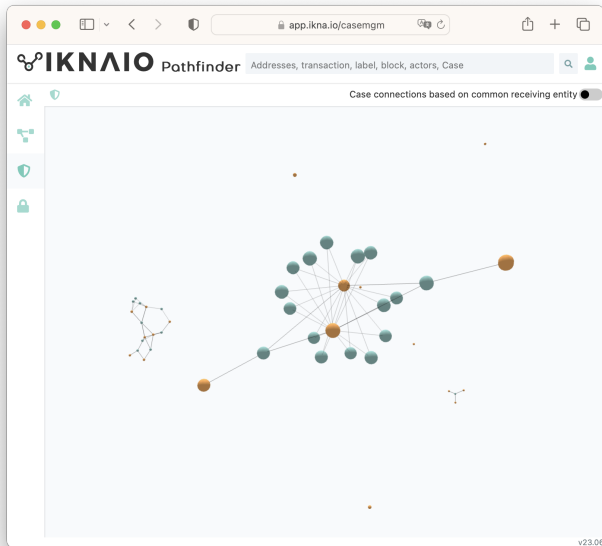 app.ikna.io/casemgm
IKNAIO Pathfinder
Addresses, transaction, label, block, actors, Case
Case connections based on common receiving entity
v23.06